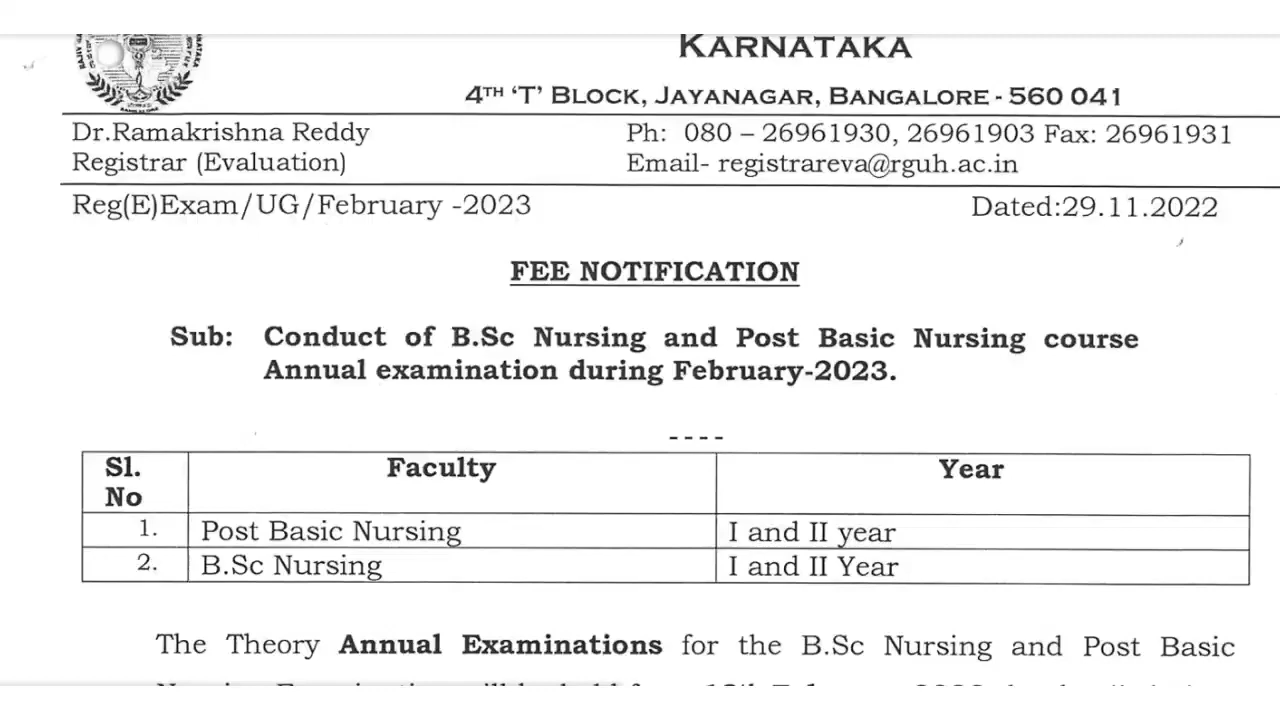 KARNATAKA
4TH ‘T’ BLOCK, JAYANAGAR, BANGALORE - 560 041
Dr.Ramakrishna Reddy
Registrar (Evaluation)
Ph: 080 – 26961930, 26961903 Fax: 26961931
Email- registrareva@rguh.ac.in
Reg(E)Exam/UG/February -2023
Dated:29.11.2022
FEE NOTIFICATION
Sub: Conduct of B.Sc Nursing and Post Basic Nursing course
Annual examination during February-2023.
----
Sl. No Faculty Year
1. Post Basic Nursing I and II year
2. B.Sc Nursing I and II Year
The Theory Annual Examinations for the B.Sc Nursing and Post Basic